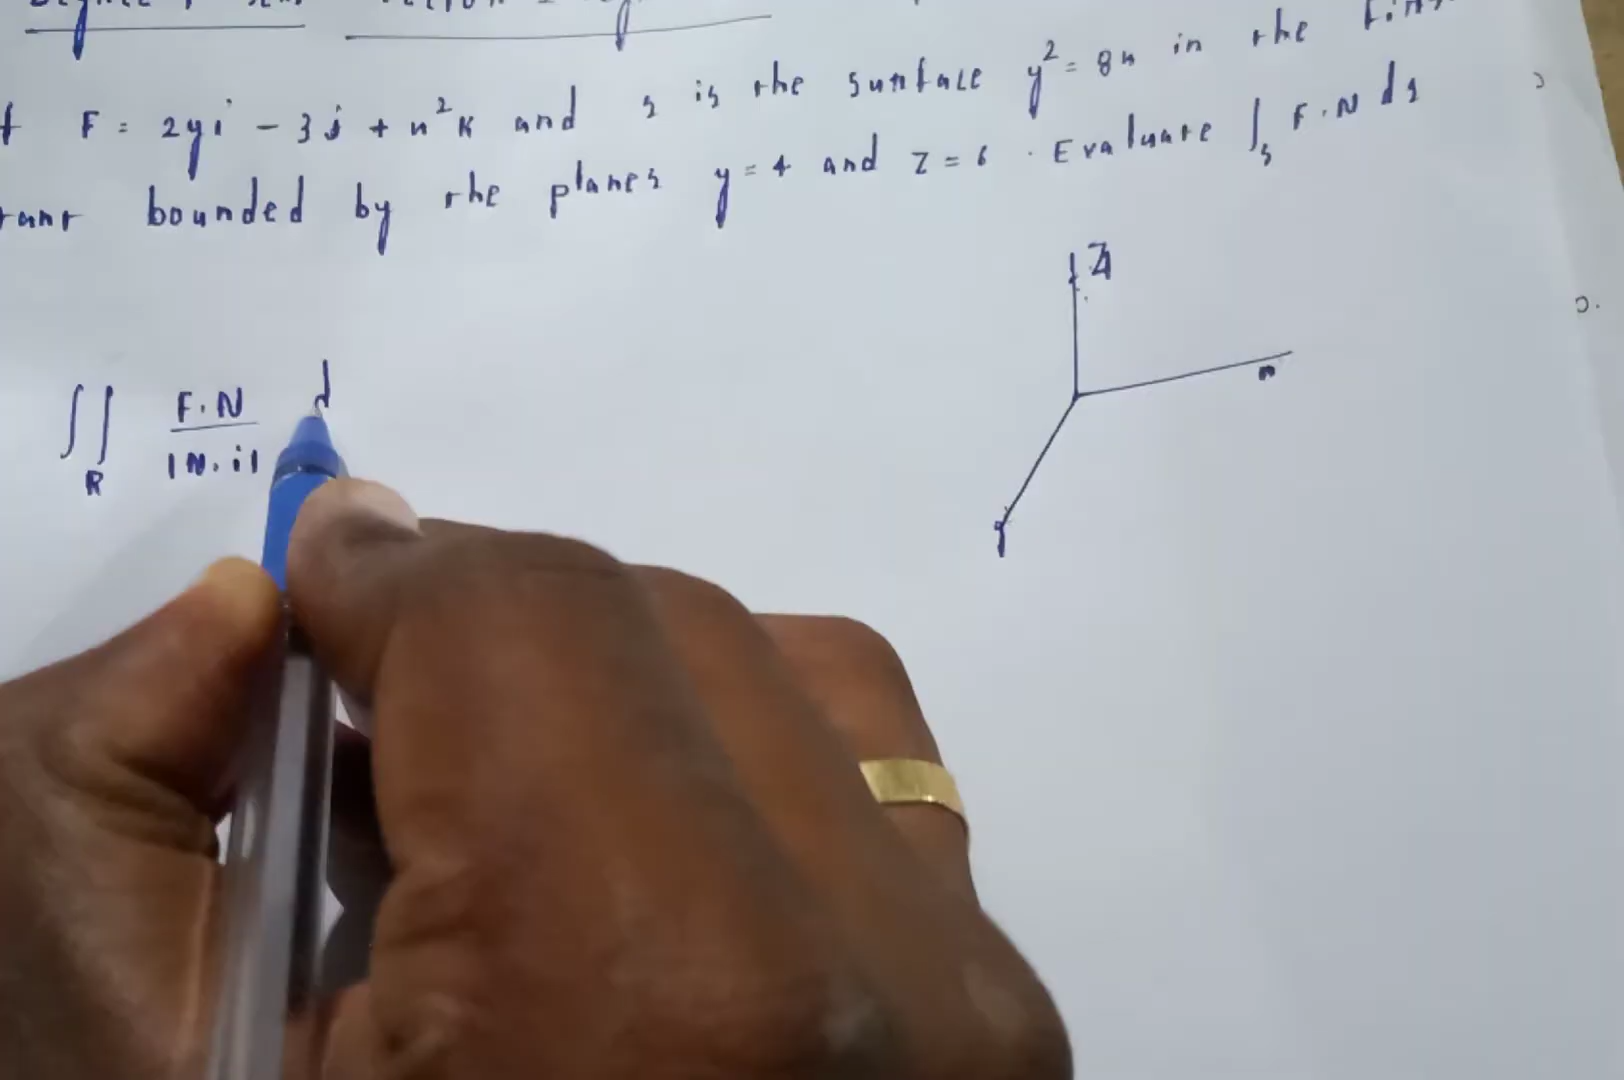 F = 2yi - 3j + x²K and s is the surface y² = 8x in the
bounded by the planes y = 4 and z = 6 . Evaluate ∫s F.N ds
Z
x
y
∫∫R F.N / |N.i| d